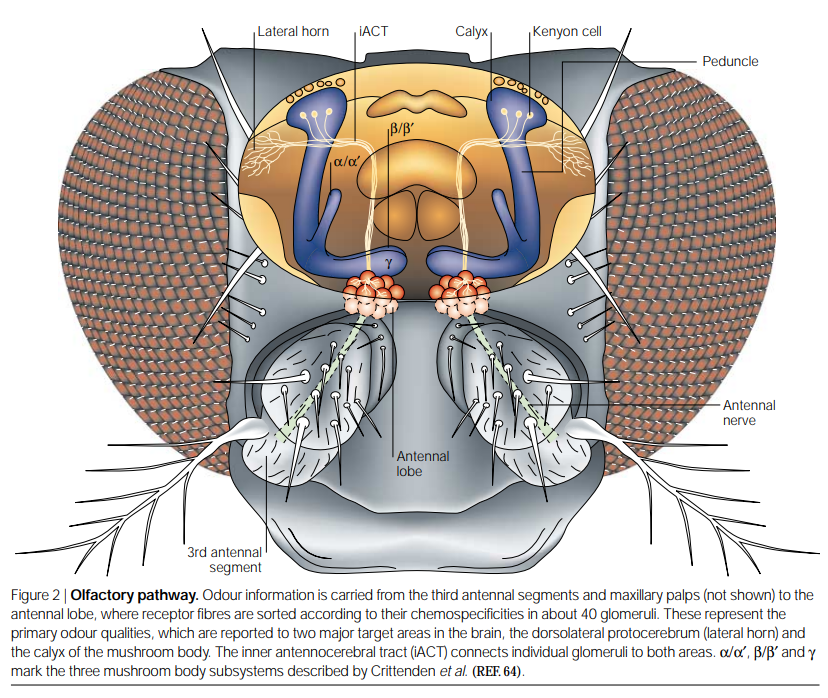 Lateral horn
iACT
Calyx
Kenyon cell
Peduncle
β/β′
α/α′
γ
Antennal
nerve
Antennal
lobe
3rd antennal
segment
Figure 2 | Olfactory pathway. Odour information is carried from the third antennal segments and maxillary palps (not shown) to the
antennal lobe, where receptor fibres are sorted according to their chemospecificities in about 40 glomeruli. These represent the
primary odour qualities, which are reported to two major target areas in the brain, the dorsolateral protocerebrum (lateral horn) and
the calyx of the mushroom body. The inner antennocerebral tract (iACT) connects individual glomeruli to both areas. α/α′, β/β′ and γ
mark the three mushroom body subsystems described by Crittenden et al. (REF. 64).